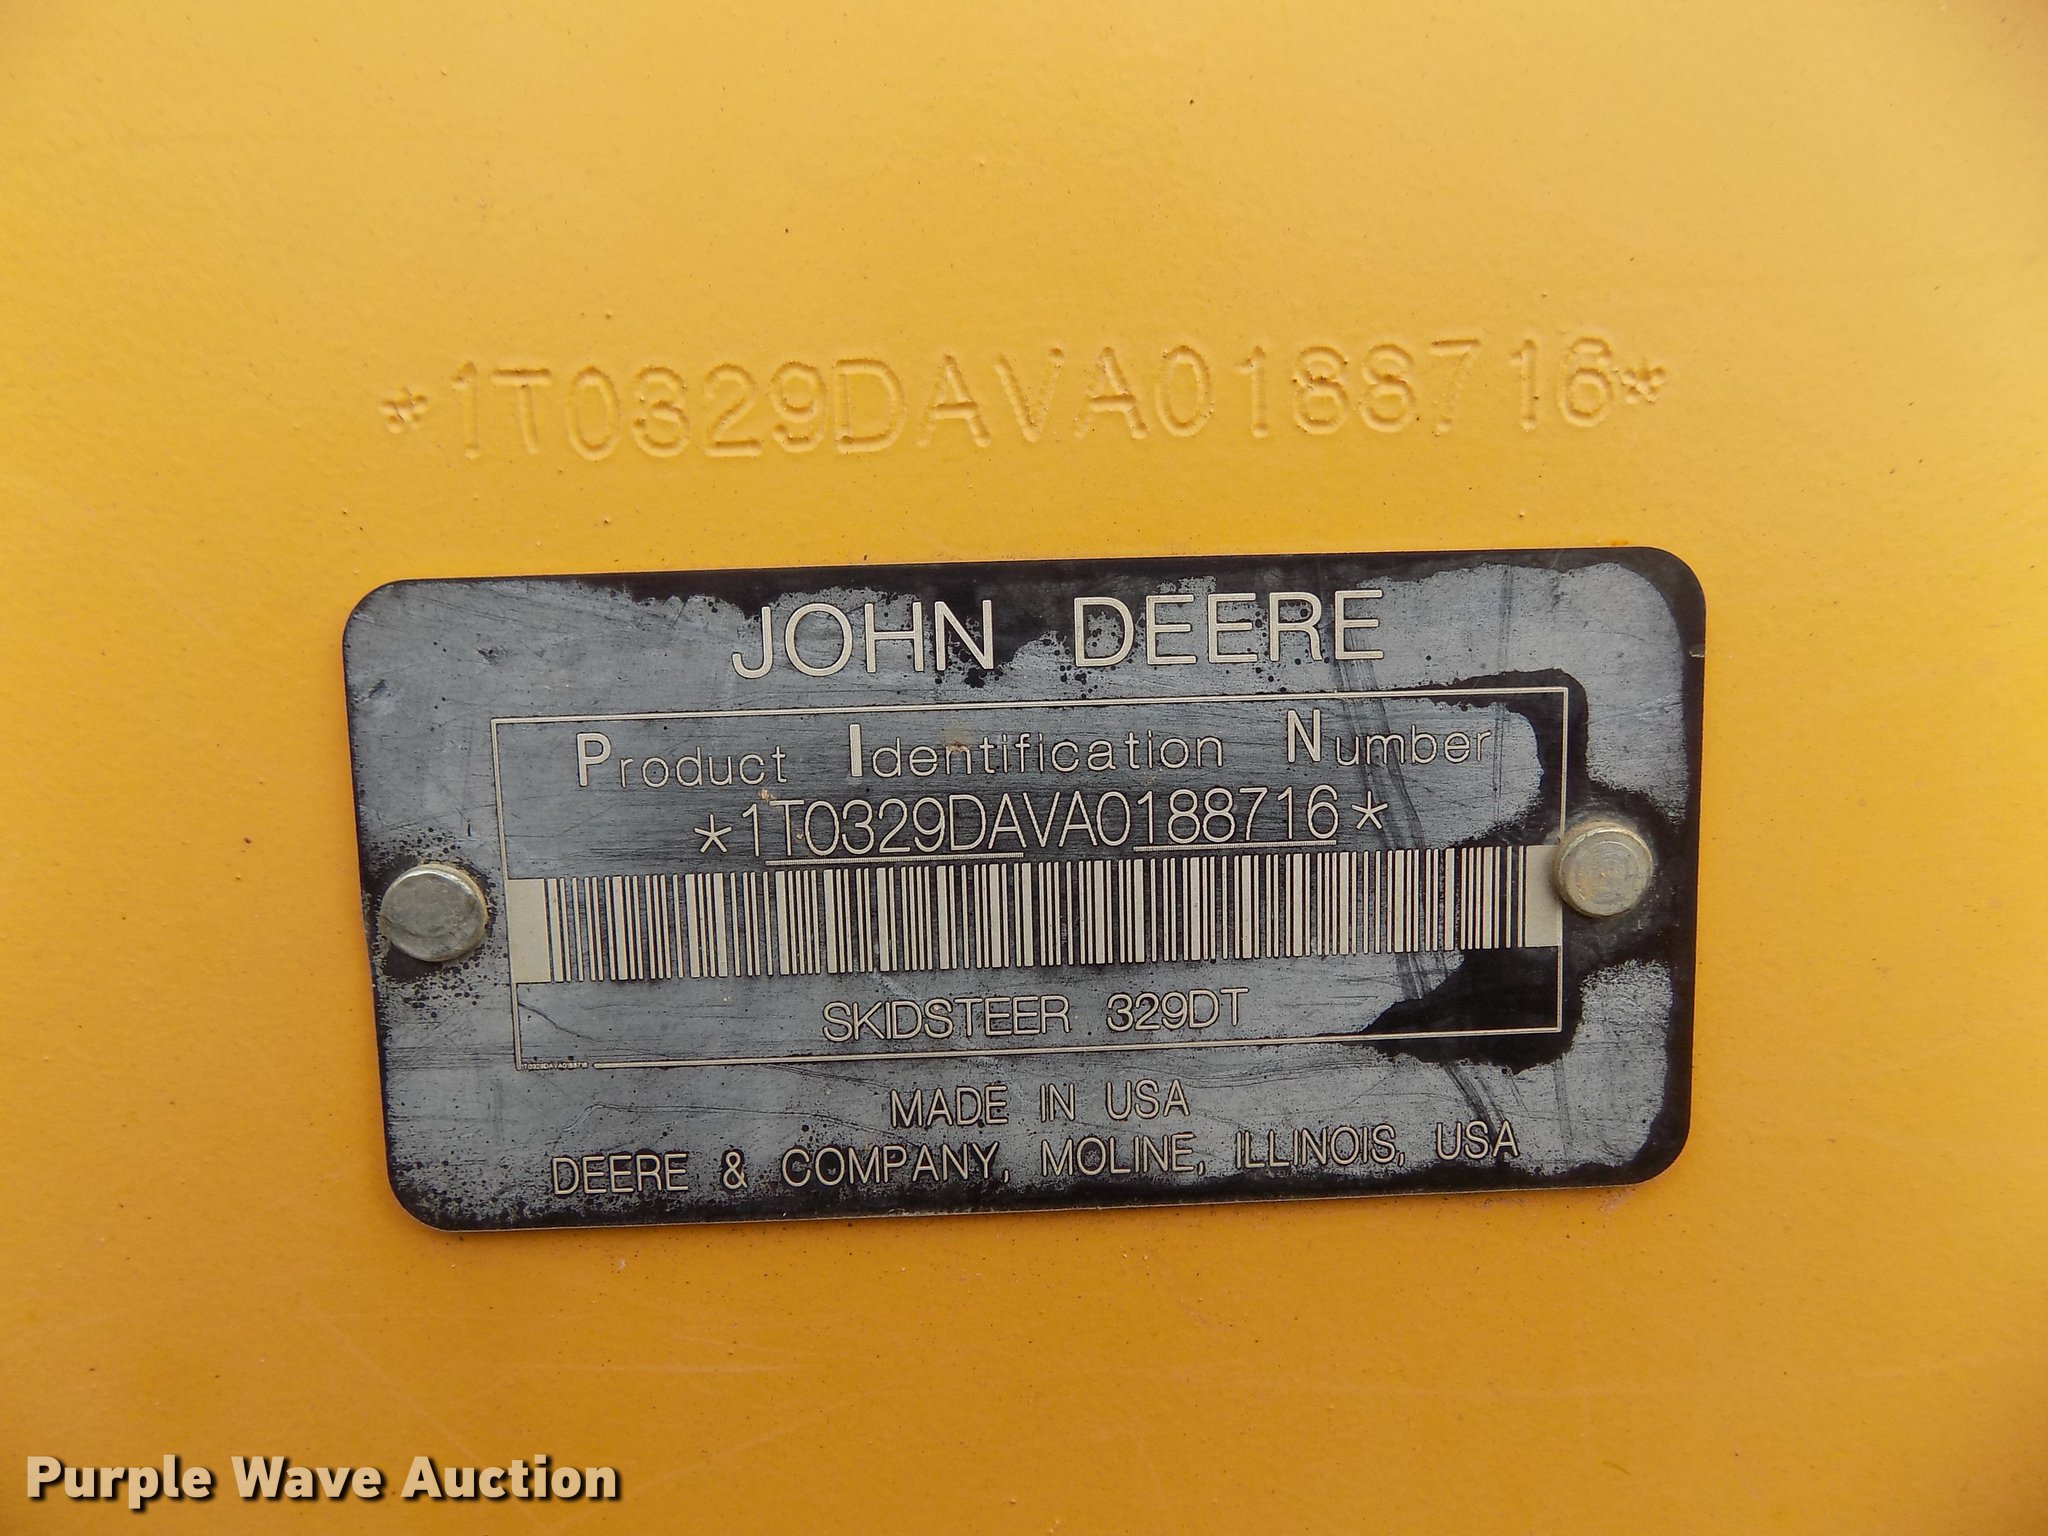 *1T0329DAVA0188716*
JOHN DEERE
Product Identification Number
*1T0329DAVA0188716*
SKIDSTEER 329DT
1T0329DAVA0188716
MADE IN USA
DEERE & COMPANY, MOLINE, ILLINOIS, USA
Purple Wave Auction